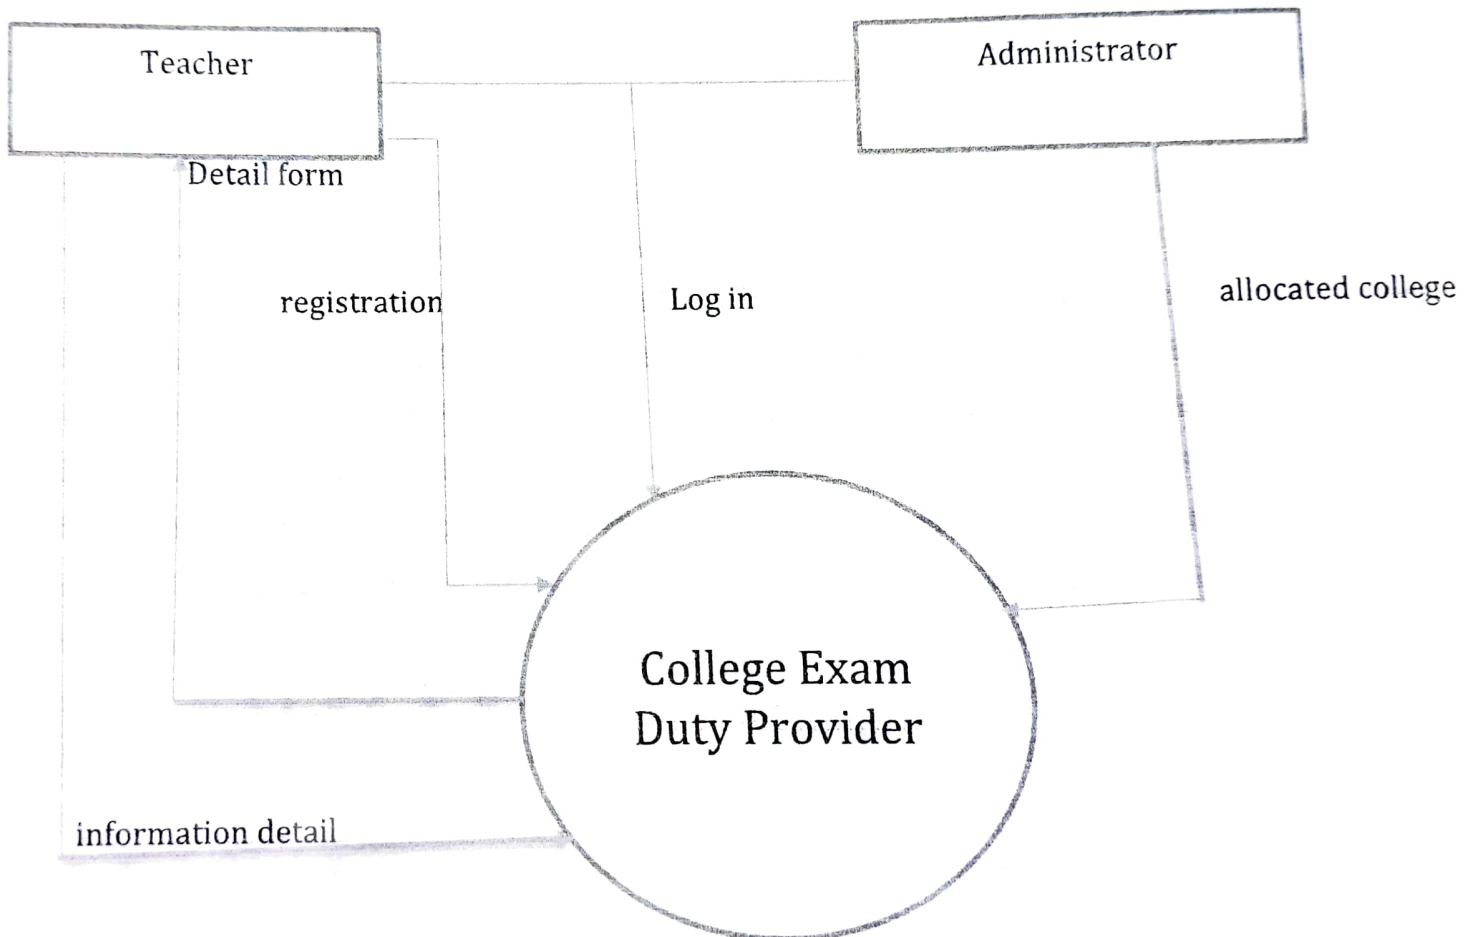 Teacher
Administrator
Detail form
registration
Log in
allocated college
College Exam
Duty Provider
information detail